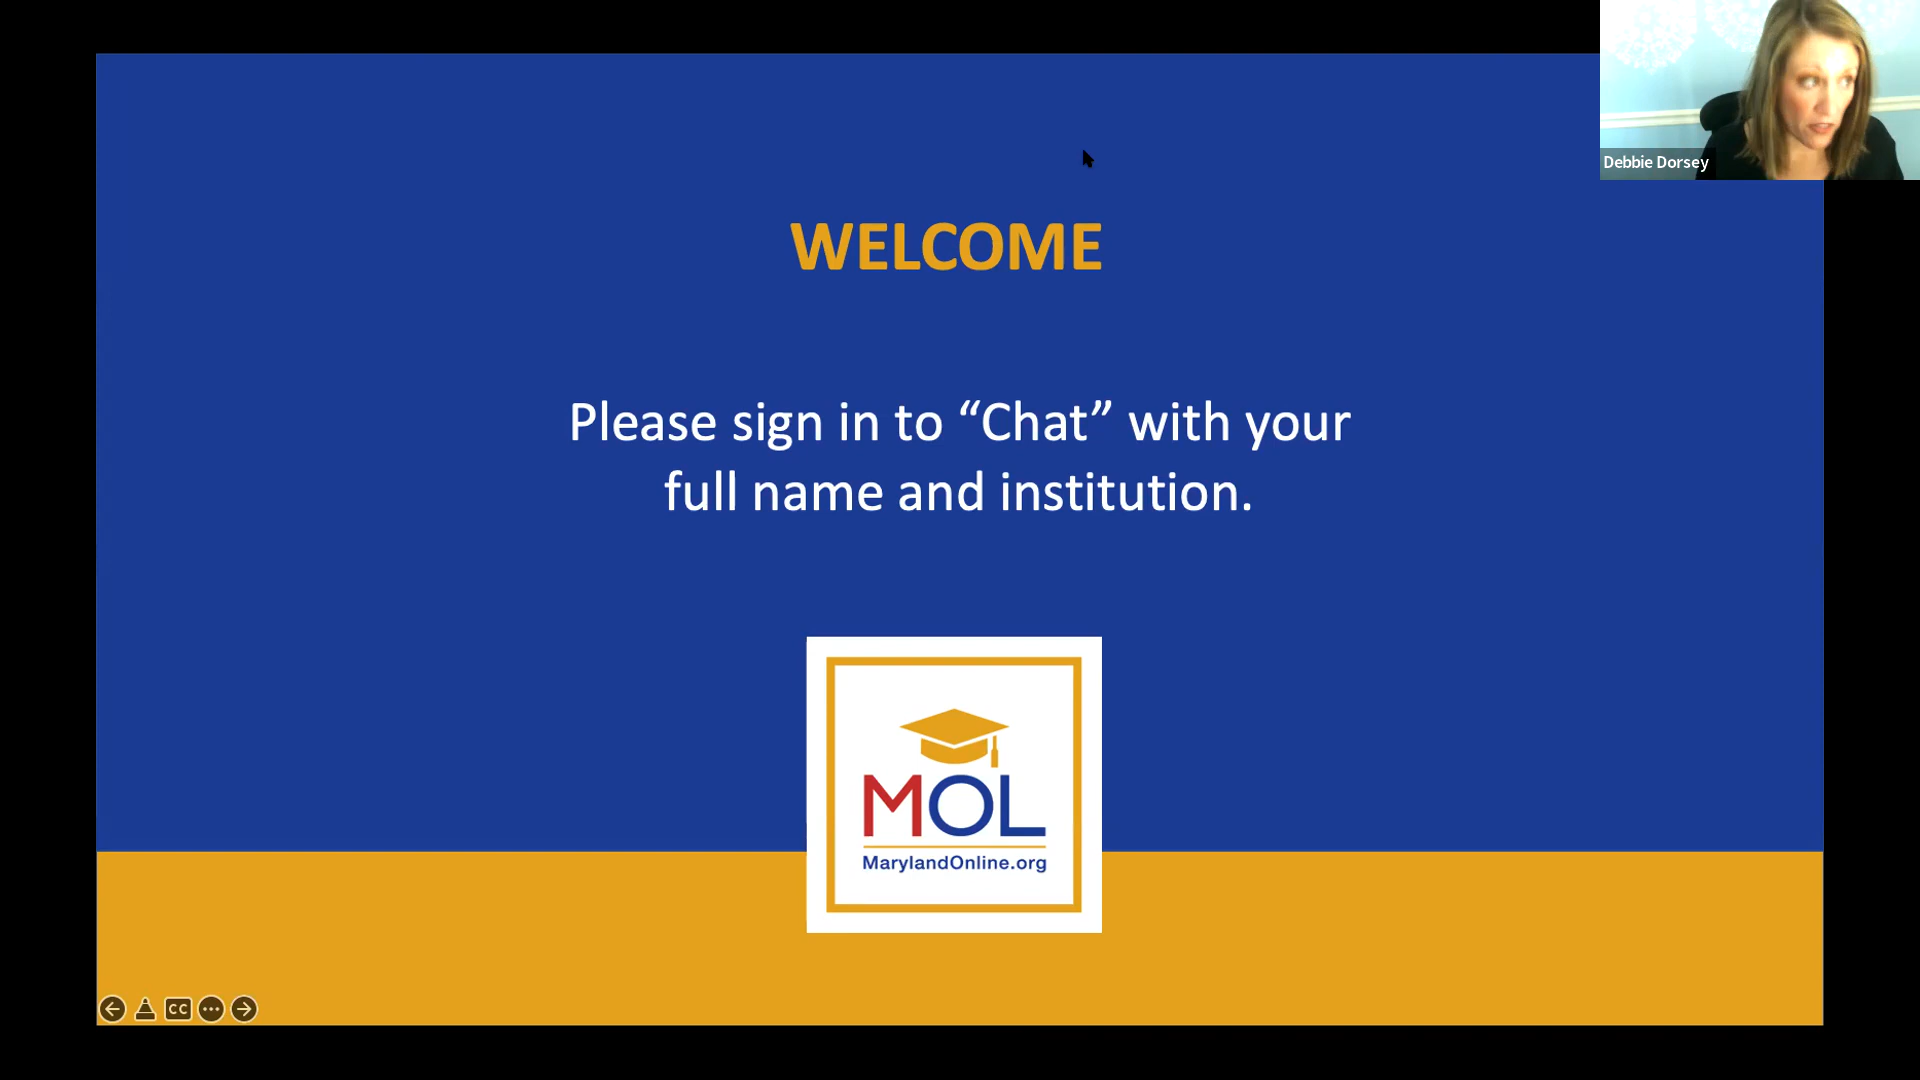 Debbie Dorsey
WELCOME
Please sign in to “Chat” with your
full name and institution.
MOL
MarylandOnline.org
CC